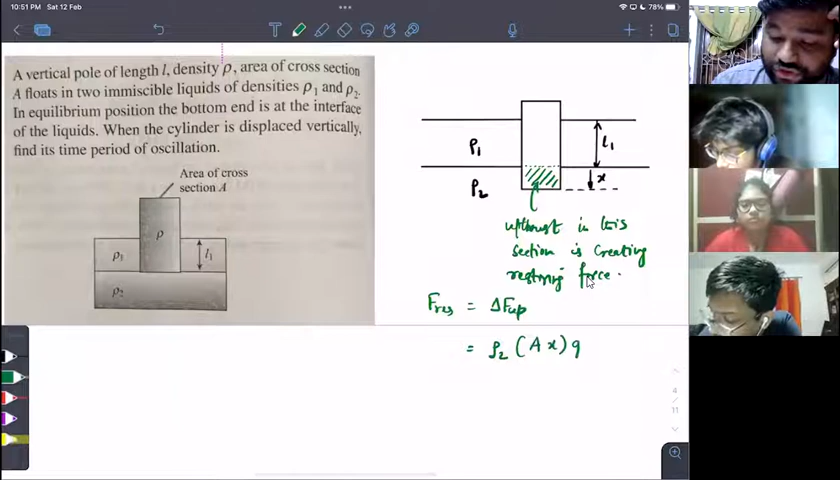 10:51 PM Sat 12 Feb
78%
A vertical pole of length l, density ρ, area of cross section
A floats in two immiscible liquids of densities ρ₁ and ρ₂.
In equilibrium position the bottom end is at the interface
of the liquids. When the cylinder is displaced vertically,
find its time period of oscillation.
Area of cross
section A
ρ
ρ₁
l₁
ρ₂
ρ₁
l₁
ρ₂
x
upthrust in this
section is creating
restoring force.
Fres = ΔFup
= ρ₂ (Ax) g
4
/
11